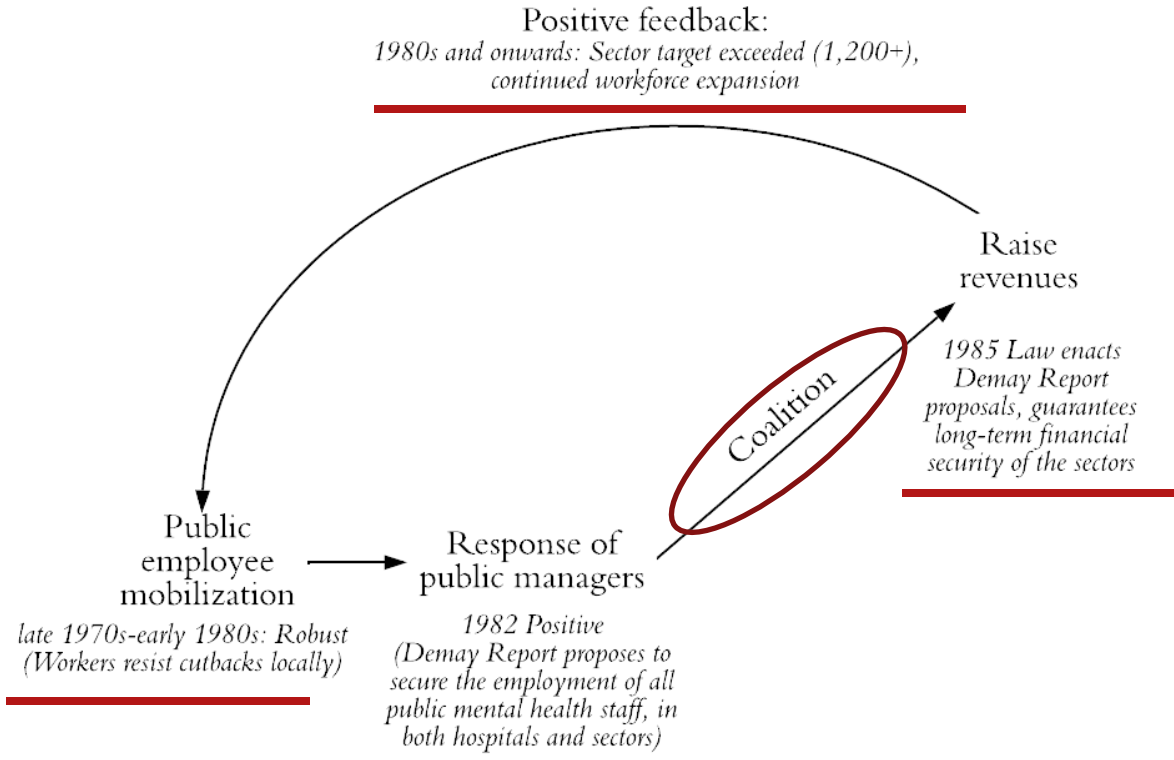 Positive feedback:
1980s and onwards: Sector target exceeded (1,200+),
continued workforce expansion
Raise
revenues
1985 Law enacts
Demay Report
proposals, guarantees
long-term financial
security of the sectors
Coalition
Public
employee
mobilization
late 1970s-early 1980s: Robust
(Workers resist cutbacks locally)
Response of
public managers
1982 Positive
(Demay Report proposes to
secure the employment of all
public mental health staff, in
both hospitals and sectors)